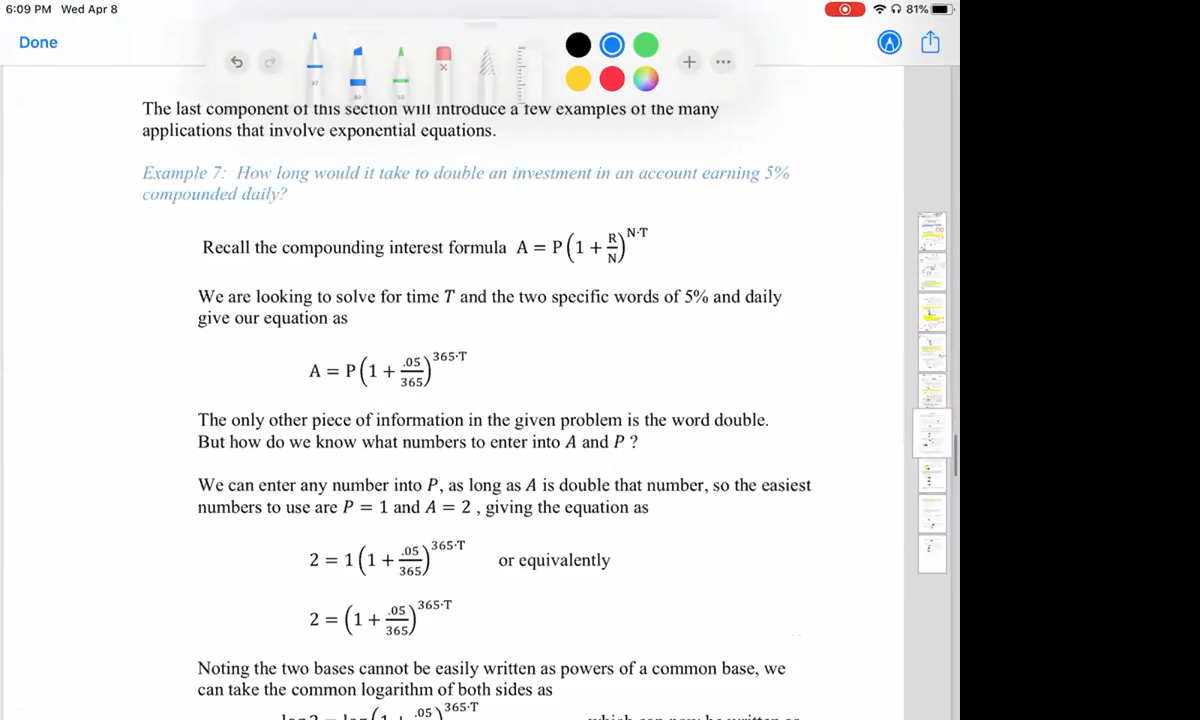 6:09 PM Wed Apr 8
81%
Done
The last component of this section will introduce a few examples of the many
applications that involve exponential equations.
Example 7: How long would it take to double an investment in an account earning 5%
compounded daily?
Recall the compounding interest formula A = P(1 + R/N)^N·T
We are looking to solve for time T and the two specific words of 5% and daily
give our equation as
A = P(1 + .05/365)^365·T
The only other piece of information in the given problem is the word double.
But how do we know what numbers to enter into A and P ?
We can enter any number into P, as long as A is double that number, so the easiest
numbers to use are P = 1 and A = 2 , giving the equation as
2 = 1(1 + .05/365)^365·T or equivalently
2 = (1 + .05/365)^365·T
Noting the two bases cannot be easily written as powers of a common base, we
can take the common logarithm of both sides as